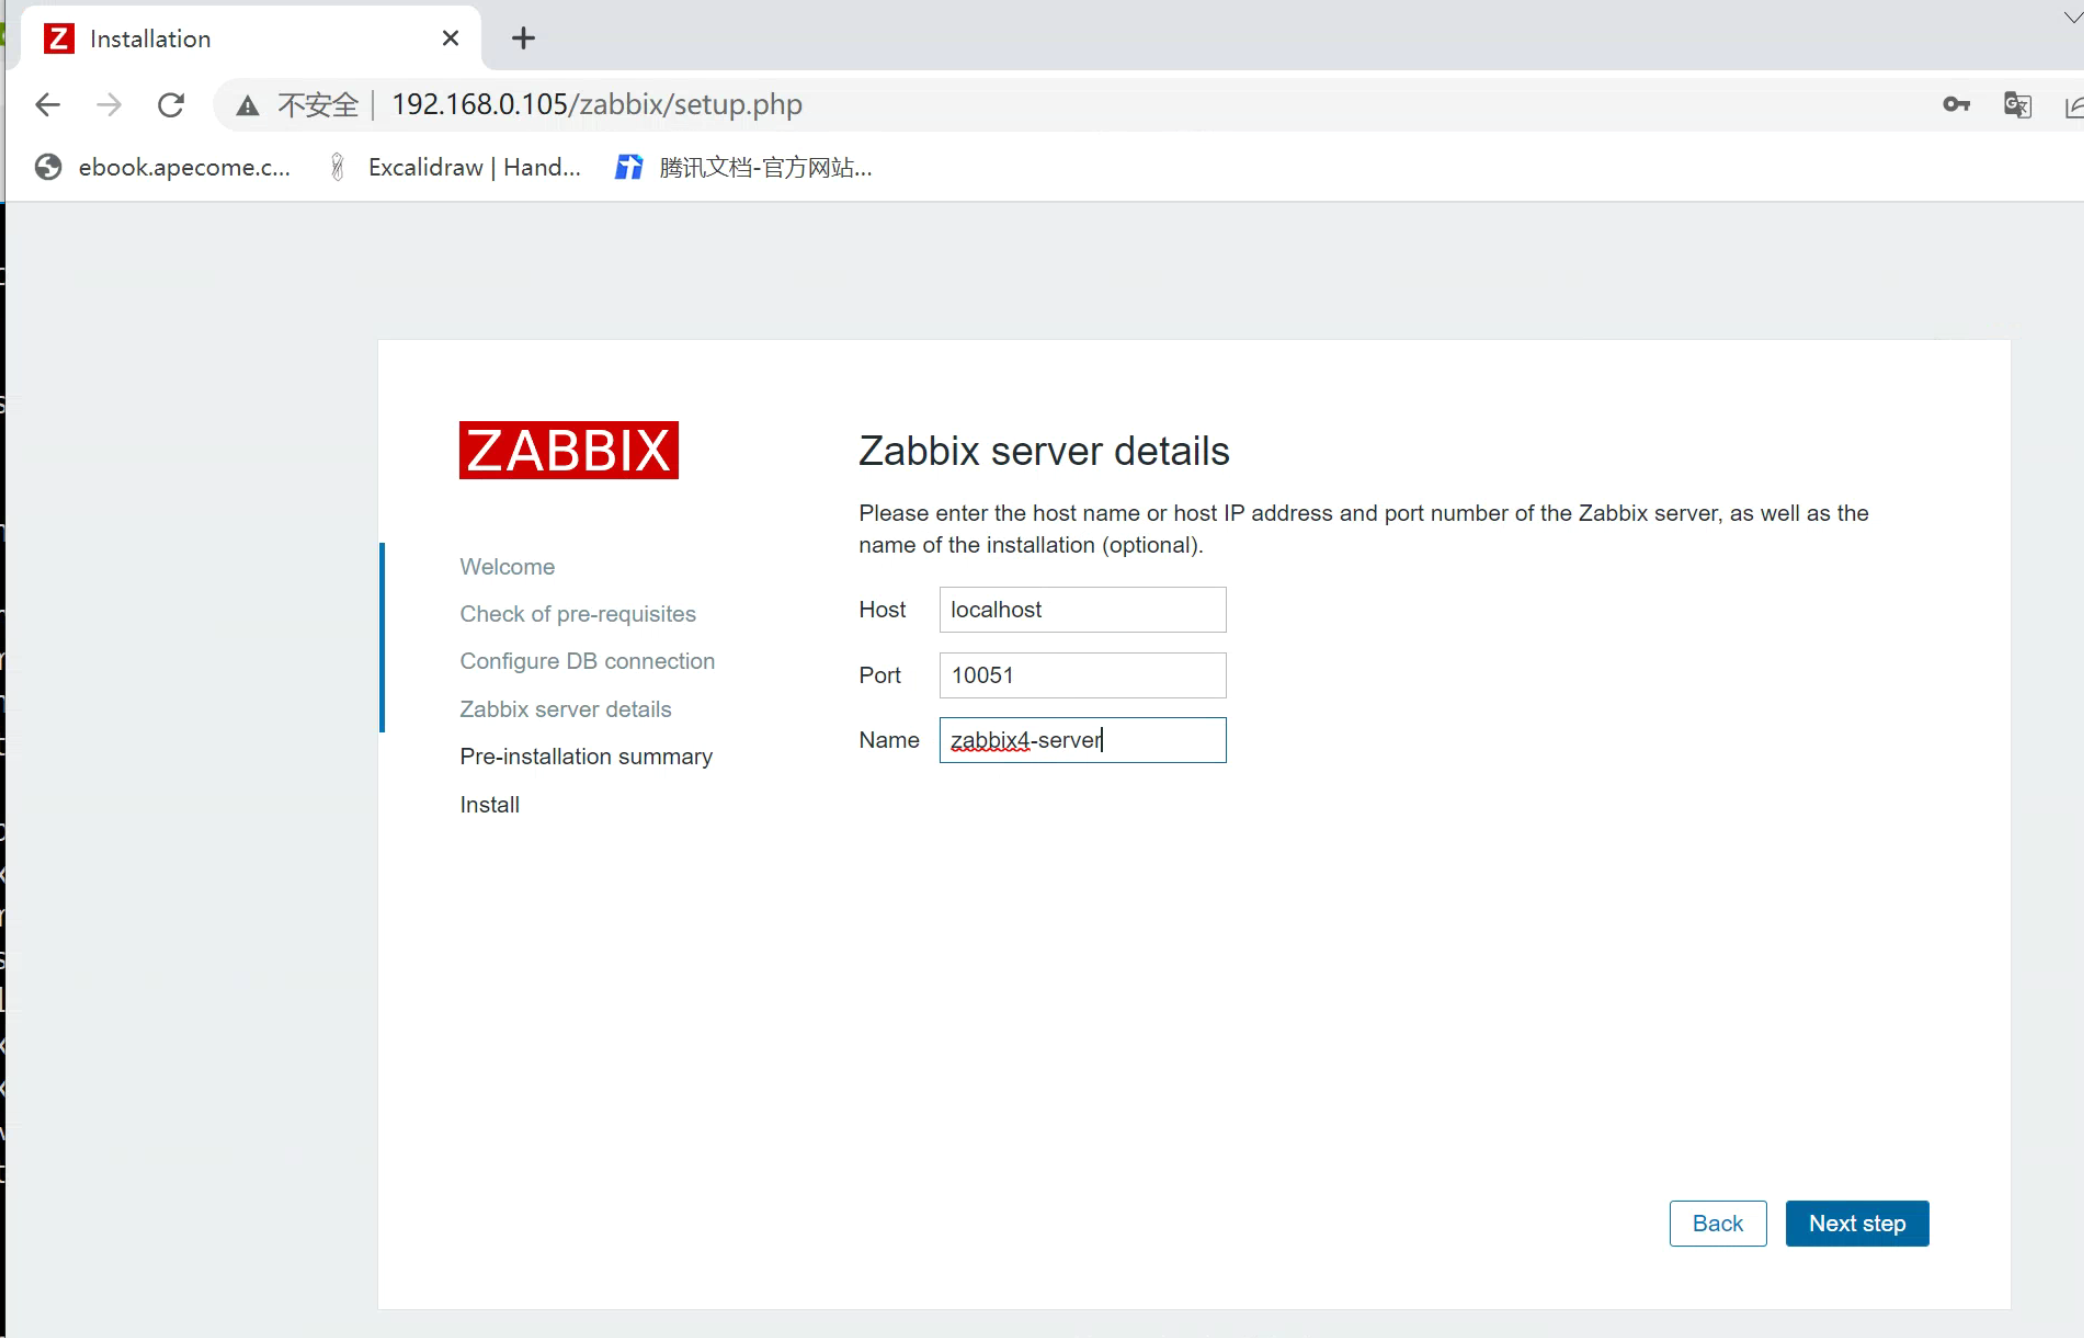 Z Installation
不安全 | 192.168.0.105/zabbix/setup.php
ebook.apecome.c... Excalidraw | Hand... 腾讯文档-官方网站...
ZABBIX
Welcome
Check of pre-requisites
Configure DB connection
Zabbix server details
Pre-installation summary
Install
Zabbix server details
Please enter the host name or host IP address and port number of the Zabbix server, as well as the
name of the installation (optional).
Host localhost
Port 10051
Name zabbix4-server
Back Next step